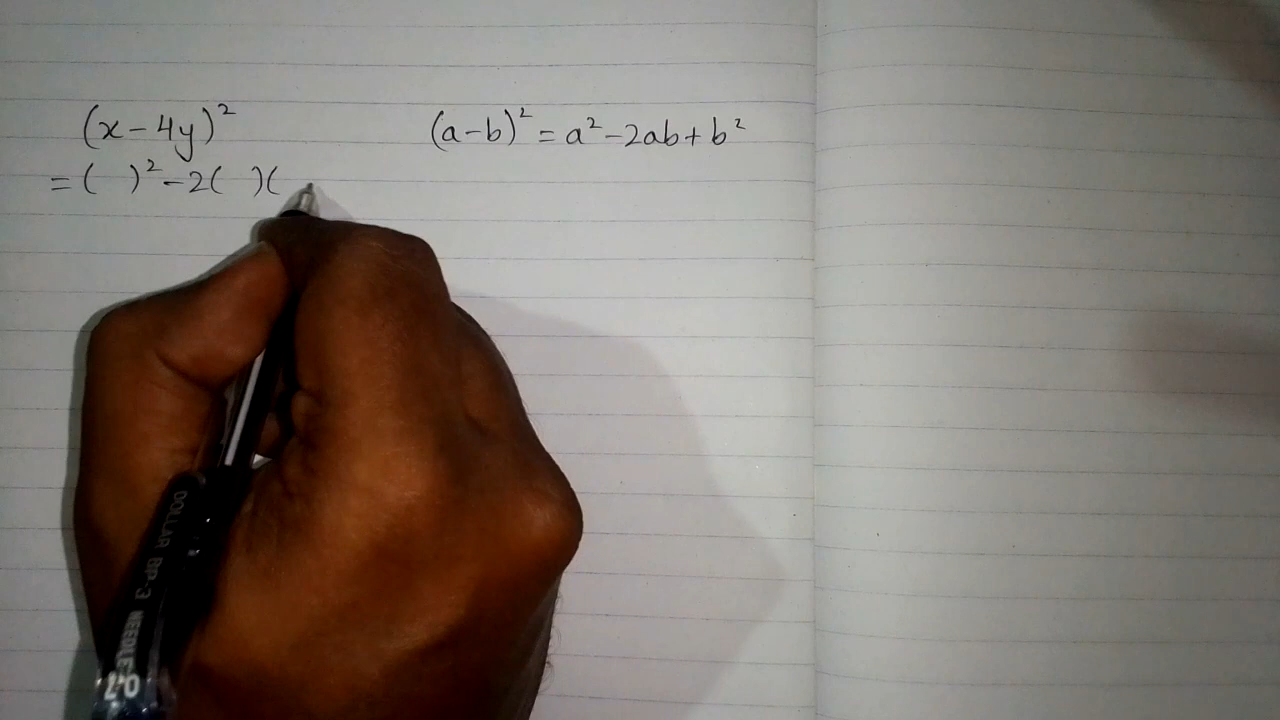 (x-4y)² (a-b)² = a²-2ab+b²
= ( )²-2( )(
DOLLAR BP-3 NEEDLE
0.7